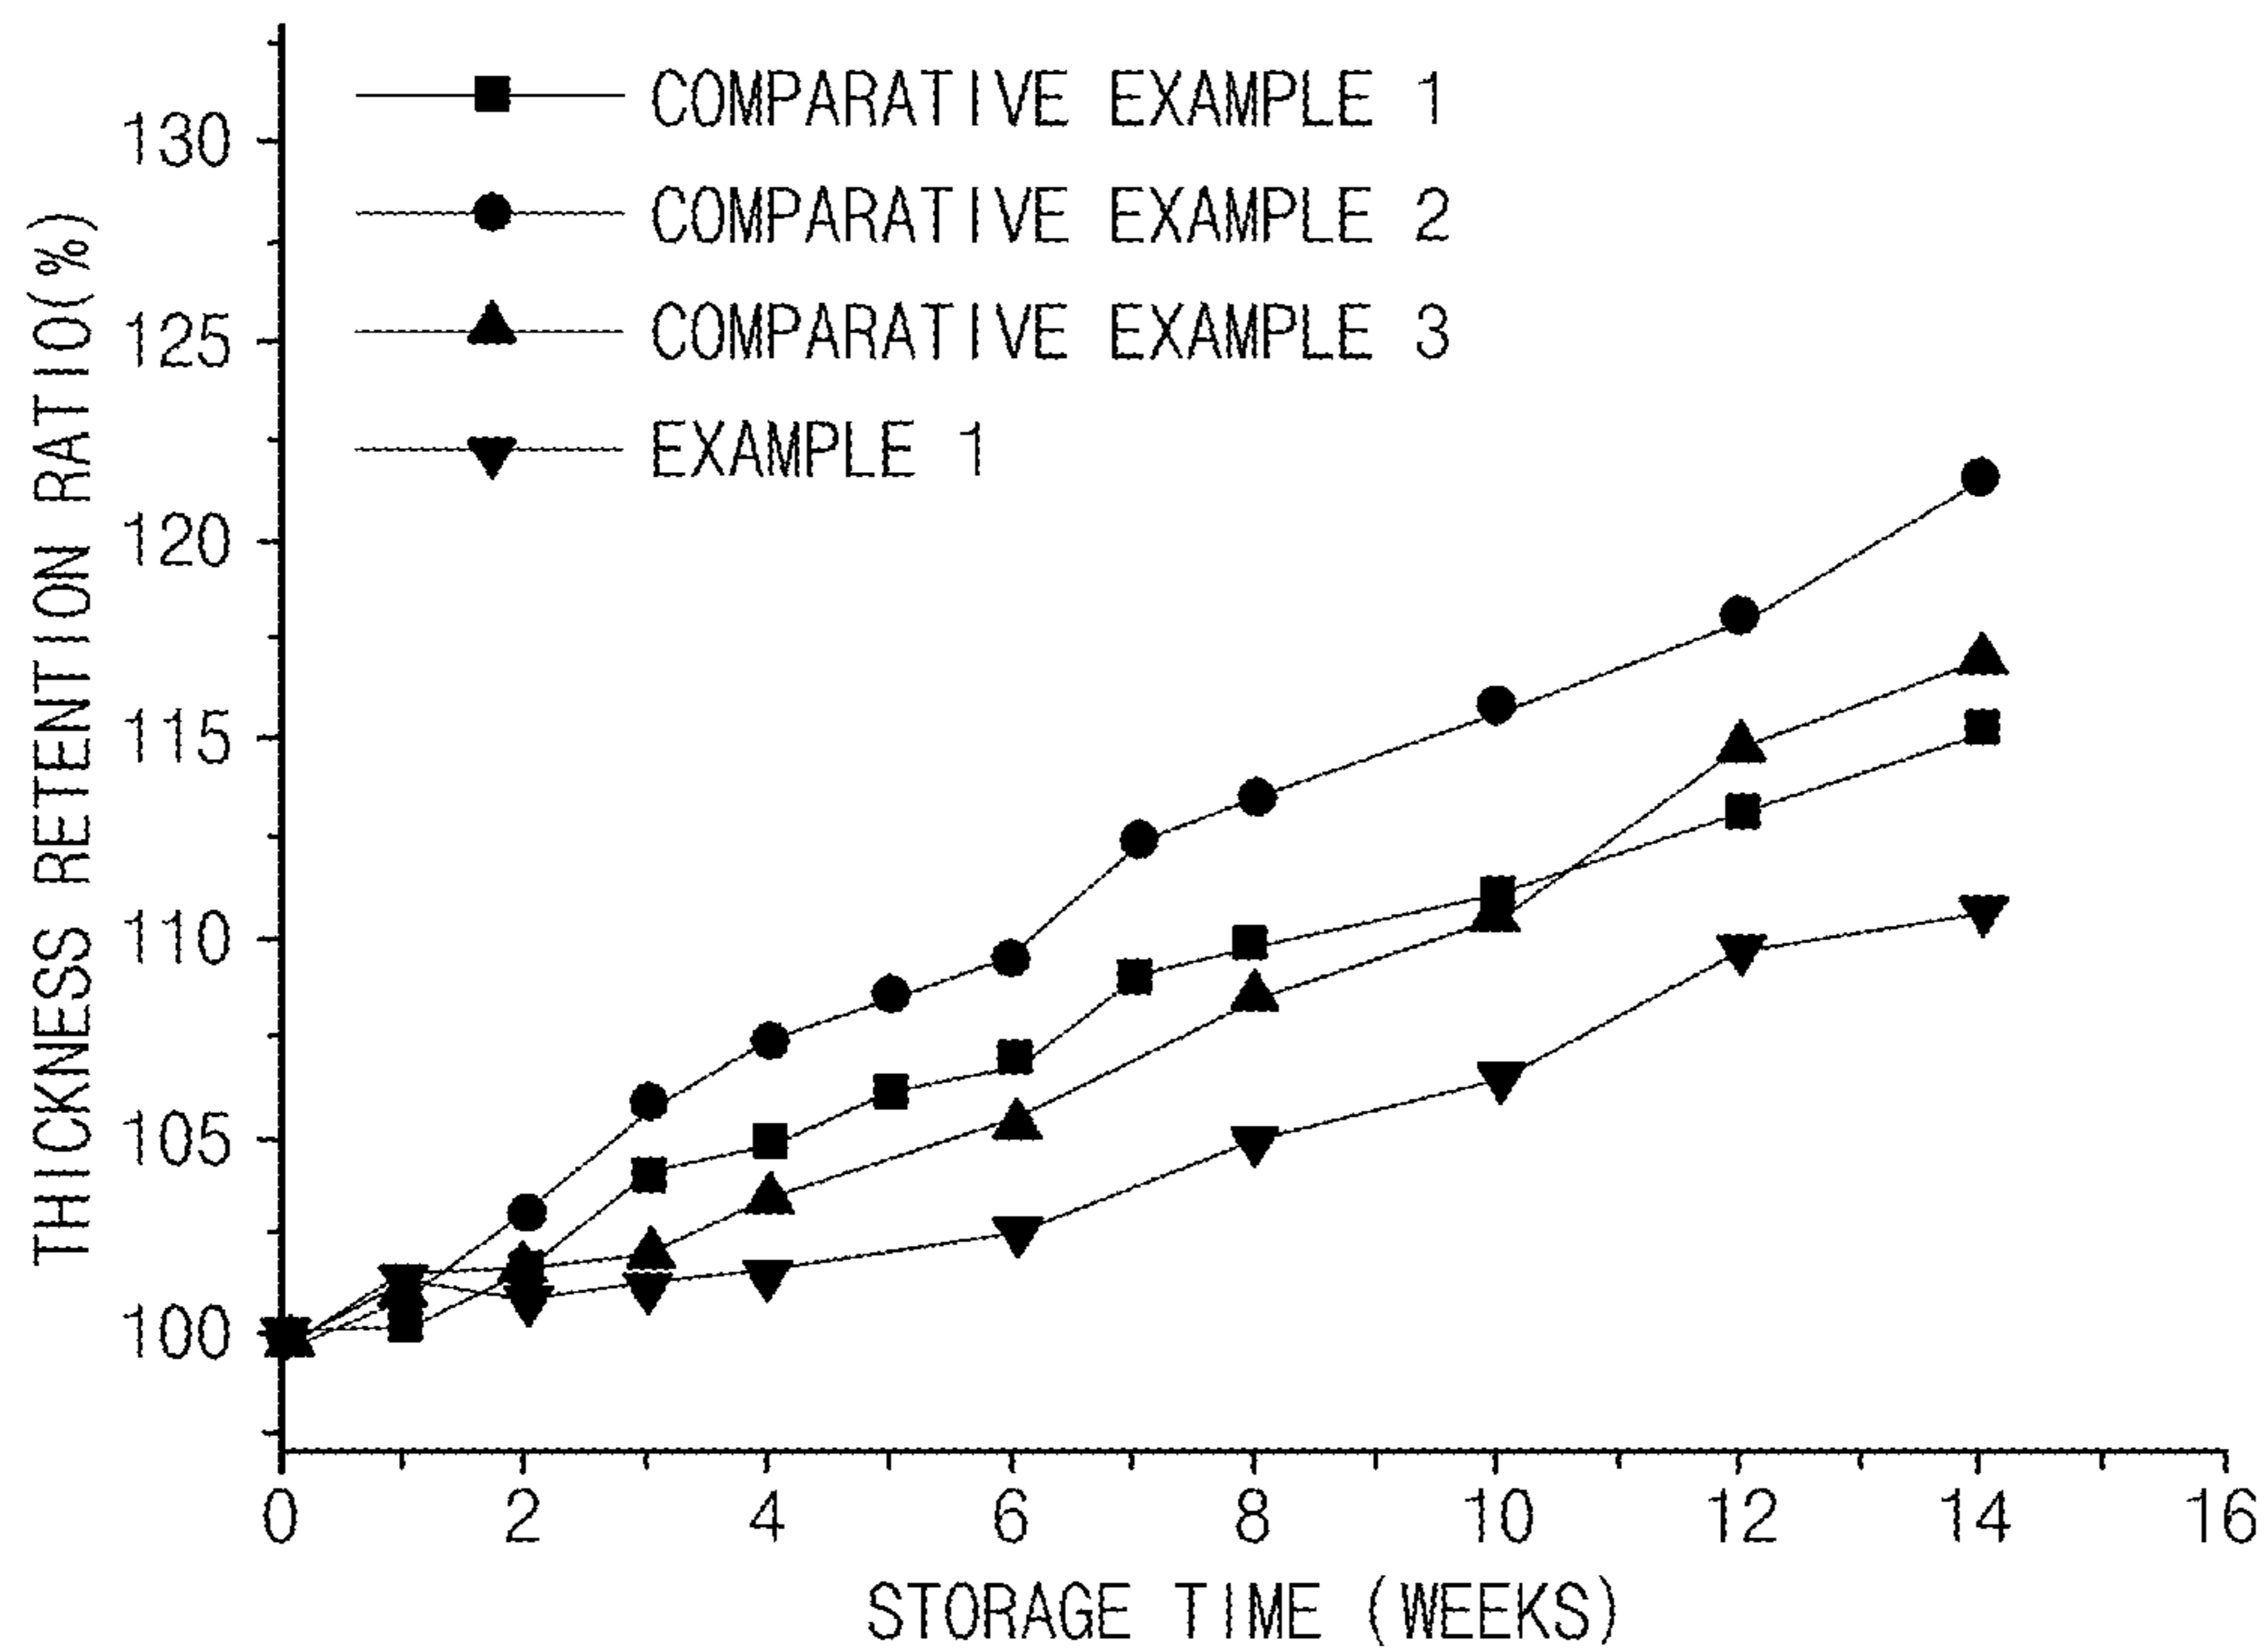 COMPARATIVE EXAMPLE 1
COMPARATIVE EXAMPLE 2
COMPARATIVE EXAMPLE 3
EXAMPLE 1
THICKNESS RETENTION RATIO(%)
130
125
120
115
110
105
100
0 2 4 6 8 10 12 14 16
STORAGE TIME (WEEKS)